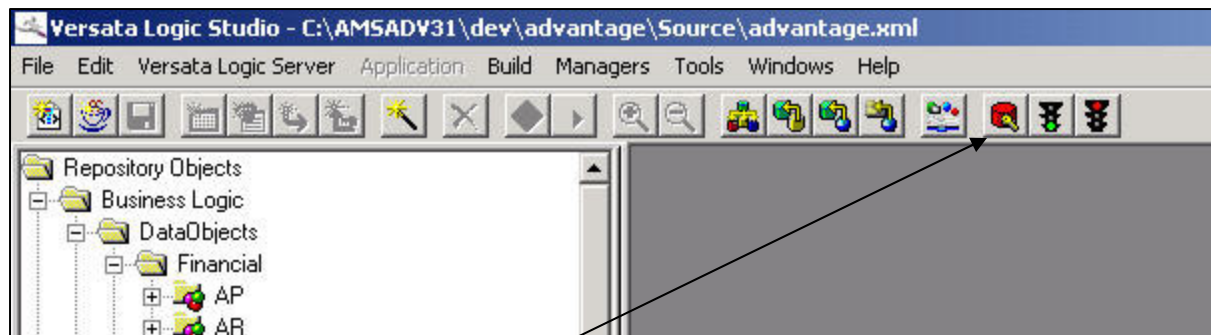 Versata Logic Studio - C:\AMSADV31\dev\advantage\Source\advantage.xml
File Edit Versata Logic Server Application Build Managers Tools Windows Help
Repository Objects
Business Logic
DataObjects
Financial
AP
AR